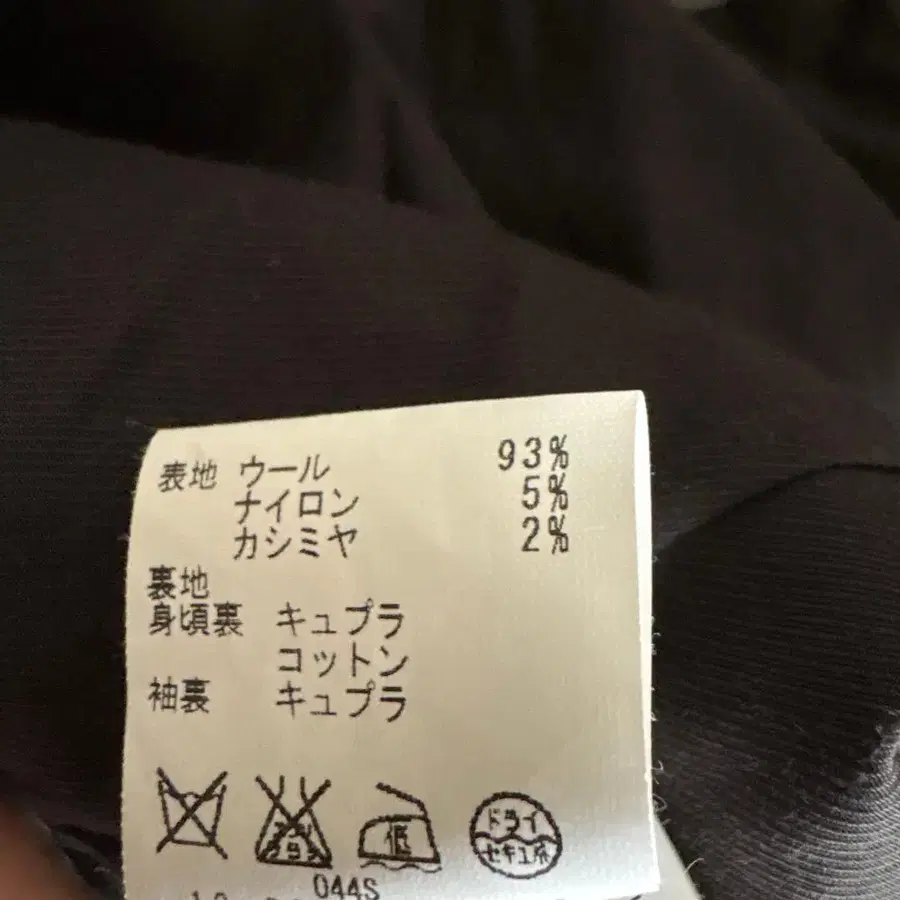 表地 ウール 93%
ナイロン 5%
カシミヤ 2%
裏地
身頃裏 キュプラ
コットン
袖裏 キュプラ
低
ドライ
セキユ系
044S